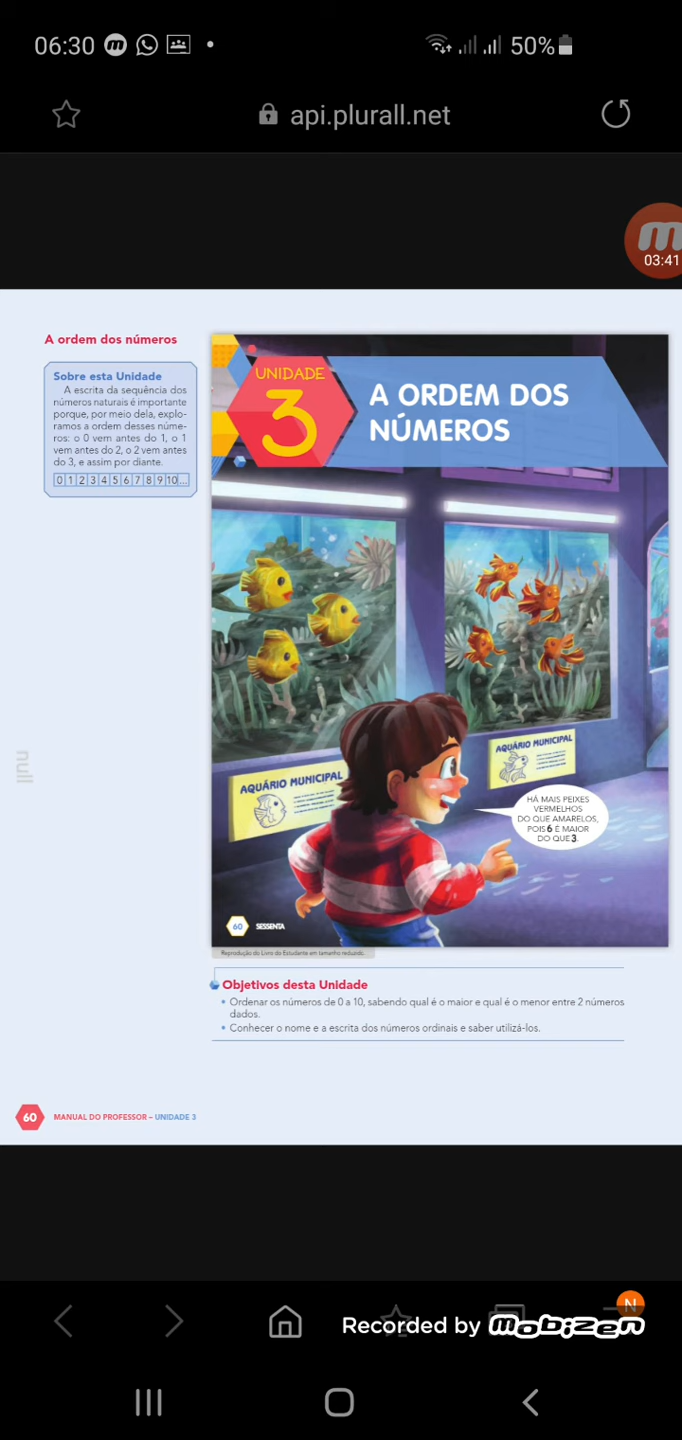 06:30
50%
api.plurall.net
03:41
A ordem dos números
Sobre esta Unidade
A escrita da sequência dos
números naturais é importante
porque, por meio dela, explo-
ramos a ordem desses núme-
ros: o 0 vem antes do 1, o 1
vem antes do 2, o 2 vem antes
do 3, e assim por diante.
0 1 2 3 4 5 6 7 8 9 10 ...
UNIDADE
3
A ORDEM DOS
NÚMEROS
AQUÁRIO MUNICIPAL
AQUÁRIO MUNICIPAL
HÁ MAIS PEIXES
VERMELHOS
DO QUE AMARELOS,
POIS 6 É MAIOR
DO QUE 3.
60 SESSENTA
Reprodução do Livro do Estudante em tamanho reduzido.
null
Objetivos desta Unidade
• Ordenar os números de 0 a 10, sabendo qual é o maior e qual é o menor entre 2 números
dados.
• Conhecer o nome e a escrita dos números ordinais e saber utilizá-los.
60 MANUAL DO PROFESSOR – UNIDADE 3
N
Recorded by Mobizen